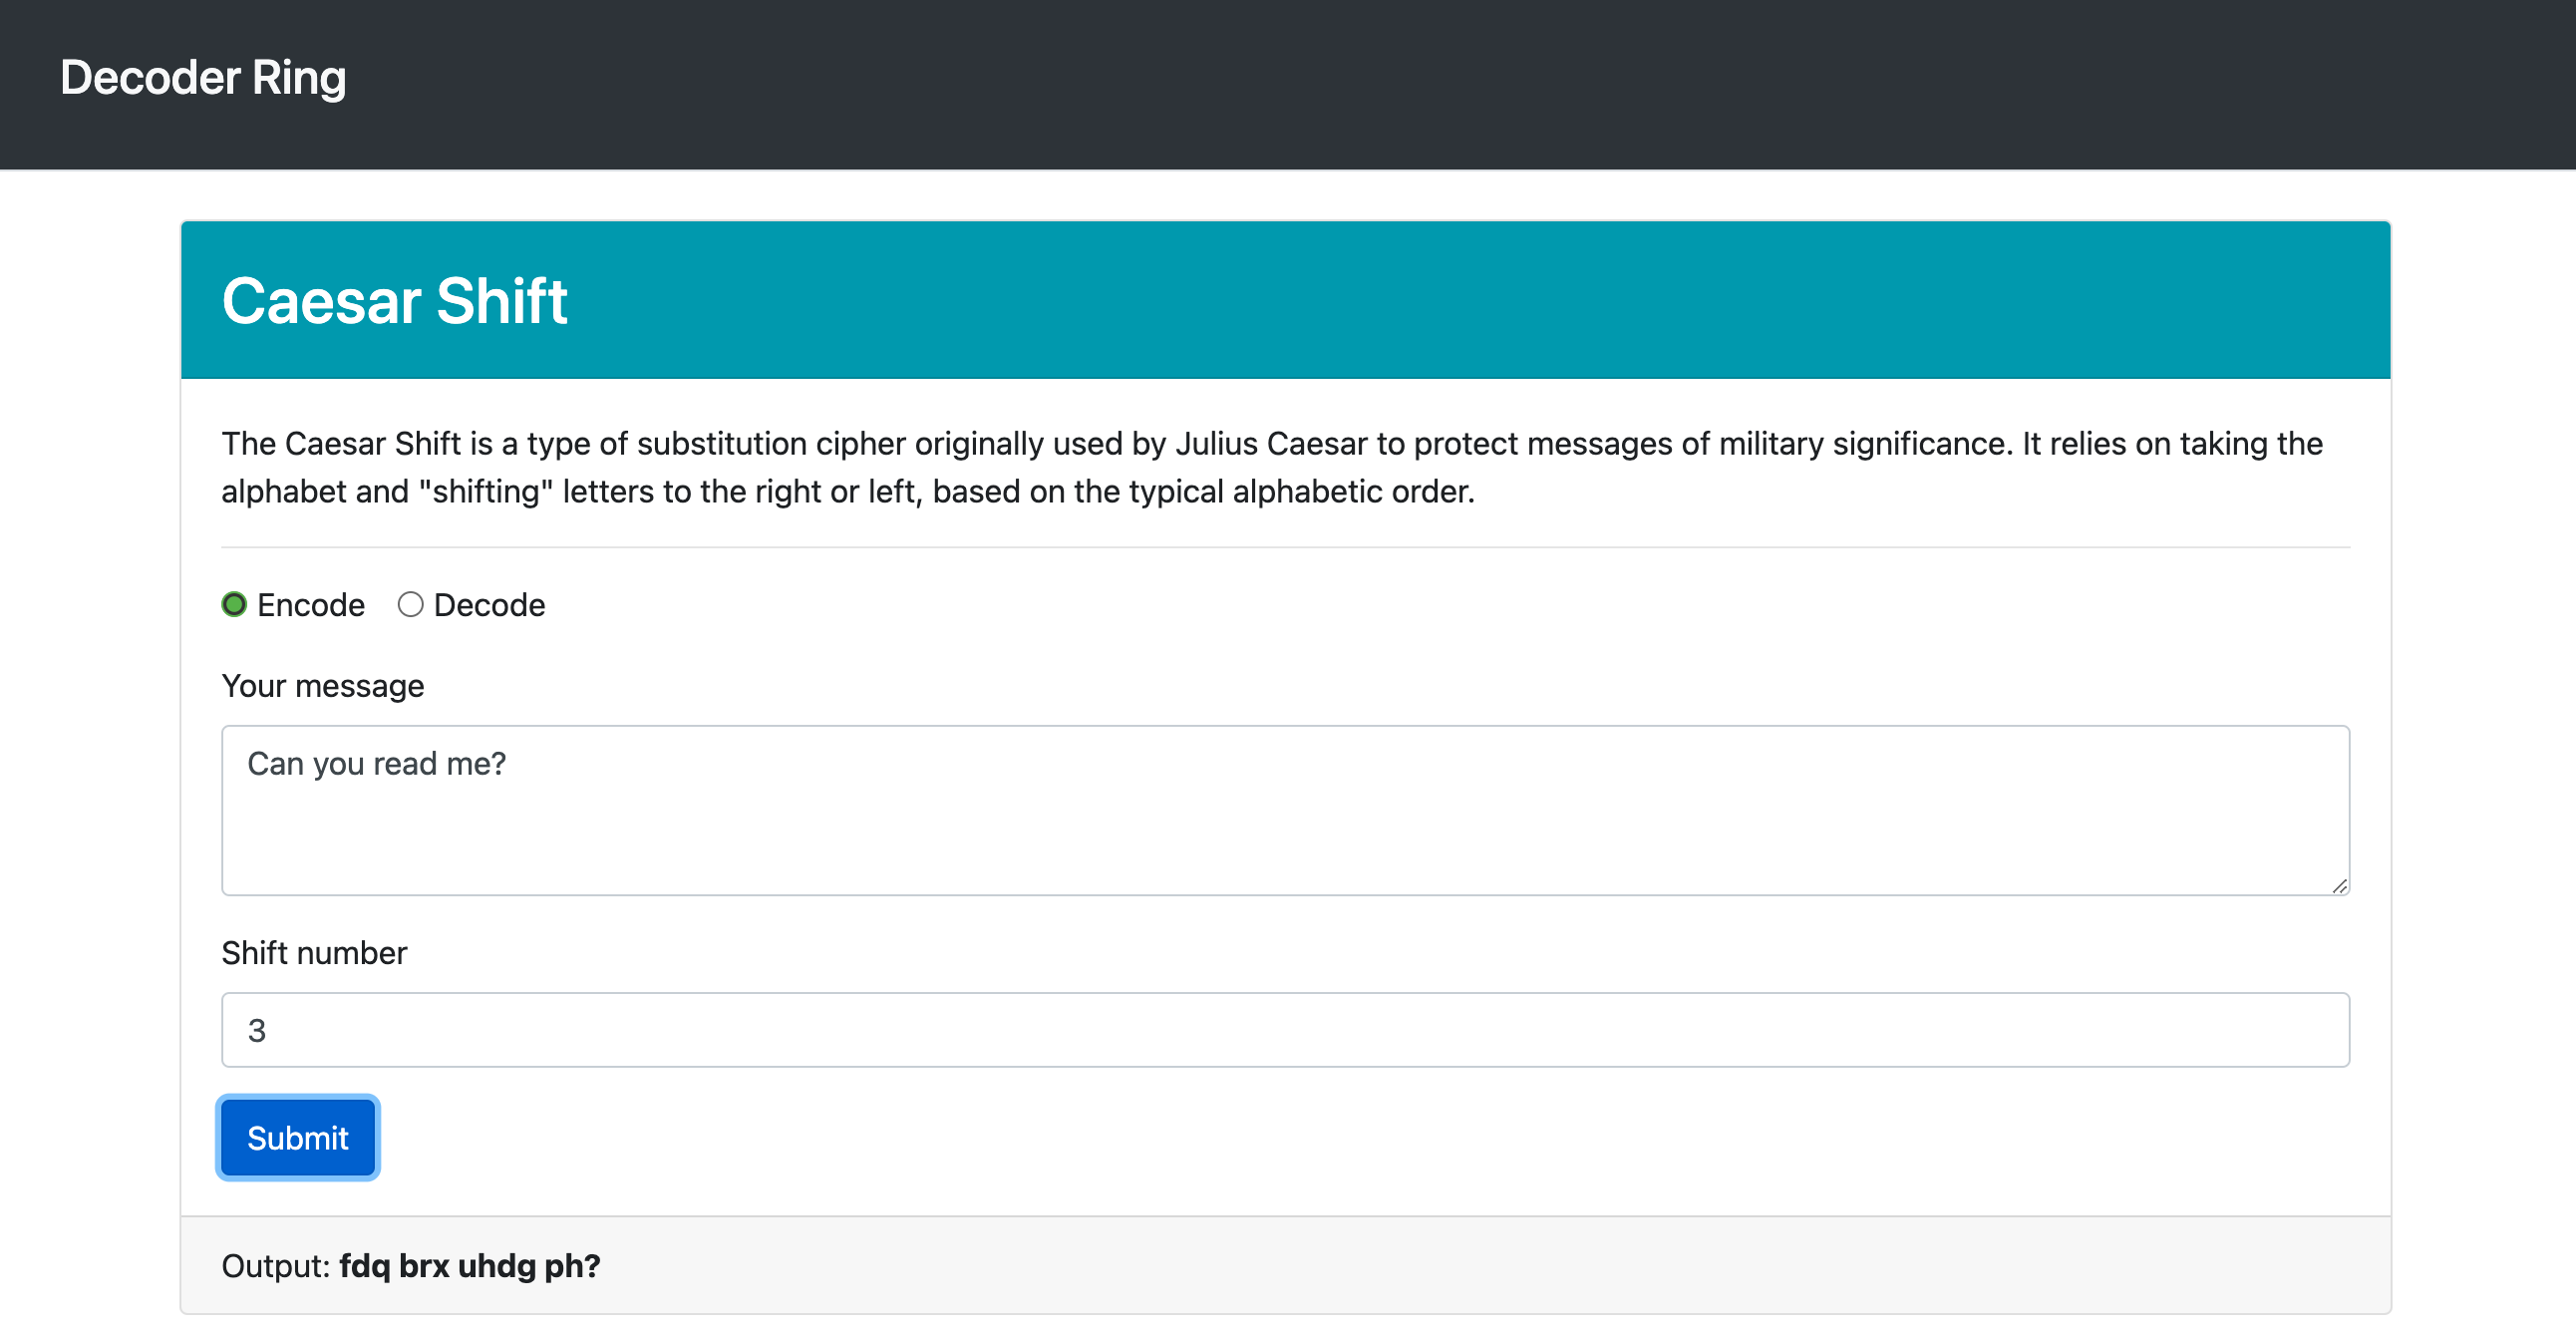 Decoder Ring
Caesar Shift
The Caesar Shift is a type of substitution cipher originally used by Julius Caesar to protect messages of military significance. It relies on taking the
alphabet and "shifting" letters to the right or left, based on the typical alphabetic order.
Encode Decode
Your message
Can you read me?
Shift number
3
Submit
Output: fdq brx uhdg ph?